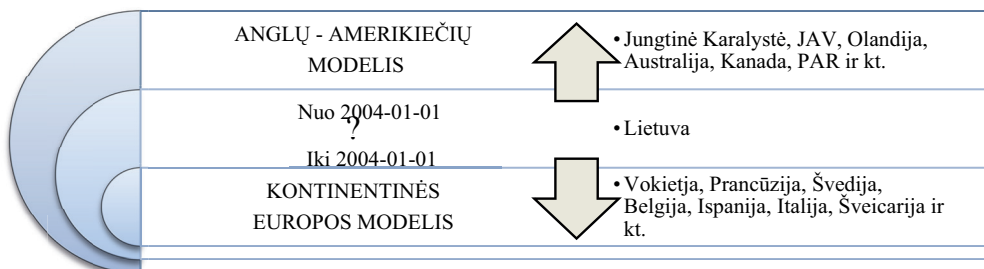 ANGLŲ - AMERIKIEČIŲ
MODELIS
• Jungtinė Karalystė, JAV, Olandija,
Australija, Kanada, PAR ir kt.
Nuo 2004-01-01
?
Iki 2004-01-01
• Lietuva
KONTINENTINĖS
EUROPOS MODELIS
• Vokietja, Prancūzija, Švedija,
Belgija, Ispanija, Italija, Šveicarija ir
kt.